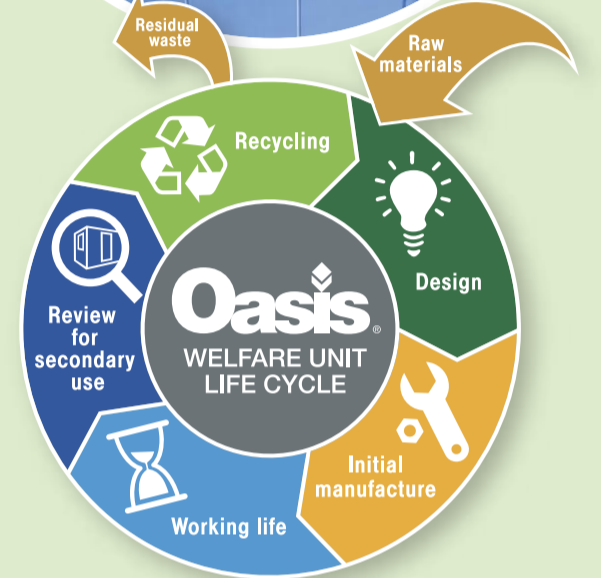 Residual
waste
Raw
materials
Recycling
Design
Initial
manufacture
Working life
Review
for
secondary
use
Oasis®
WELFARE UNIT
LIFE CYCLE